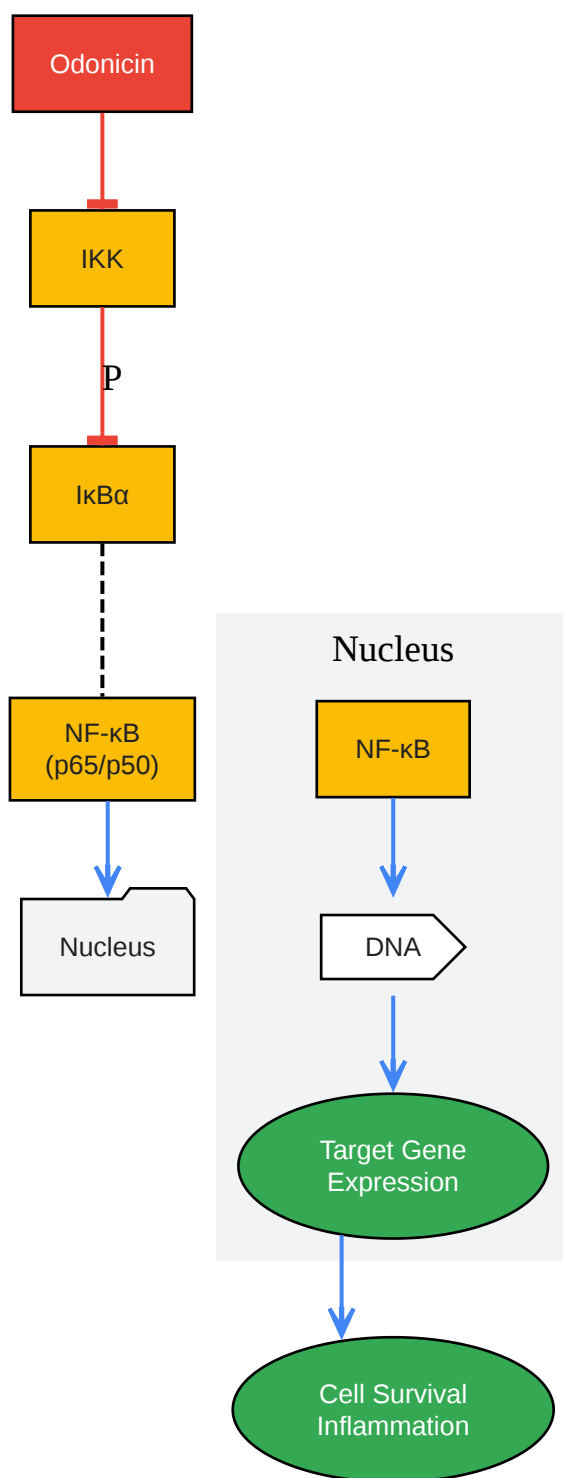 Odonicin
IKK
P
IκBα
NF-κB
(p65/p50)
Nucleus
Nucleus
NF-κB
DNA
Target Gene
Expression
Cell Survival
Inflammation